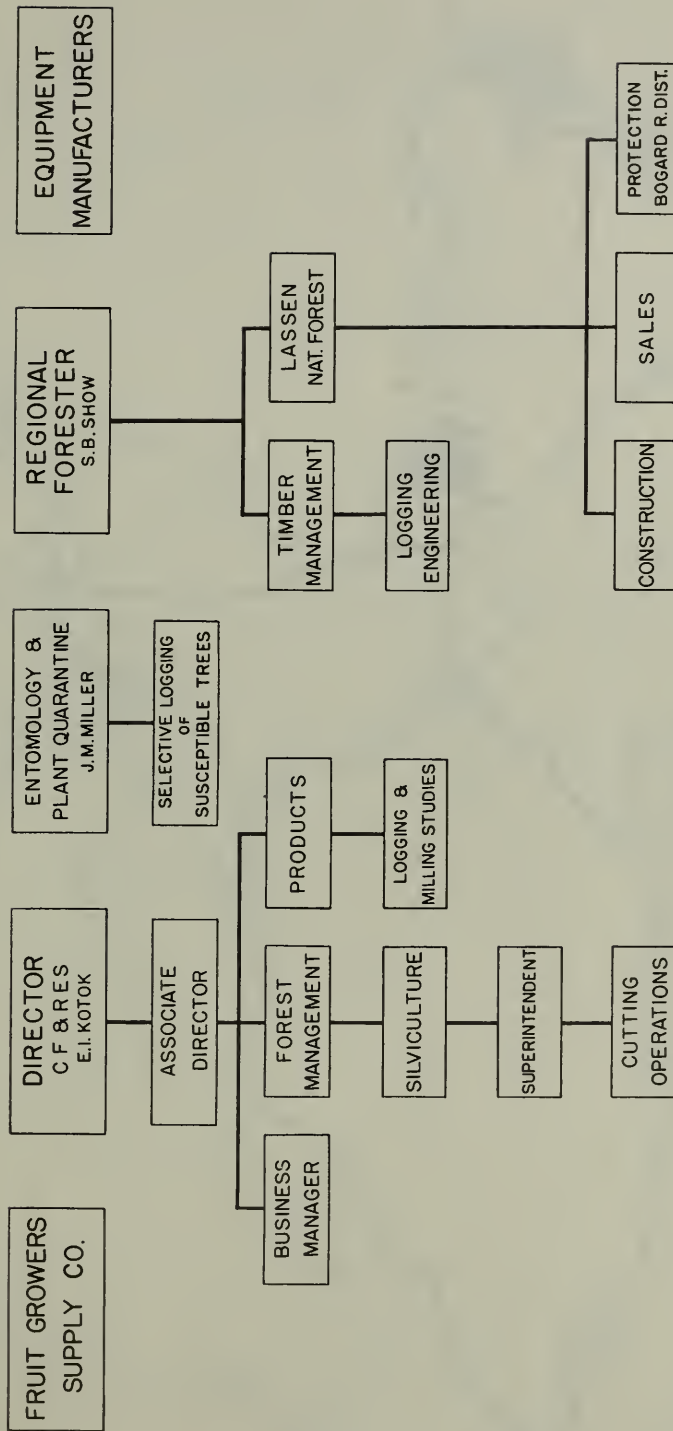 FRUIT GROWERS
SUPPLY CO.
DIRECTOR
C F & R E S
E.I. KOTOK
ENTOMOLOGY &
PLANT QUARANTINE
J.M. MILLER
REGIONAL
FORESTER
S.B. SHOW
EQUIPMENT
MANUFACTURERS
ASSOCIATE
DIRECTOR
SELECTIVE LOGGING
OF
SUSCEPTIBLE TREES
BUSINESS
MANAGER
FOREST
MANAGEMENT
PRODUCTS
TIMBER
MANAGEMENT
LASSEN
NAT. FOREST
SILVICULTURE
LOGGING &
MILLING STUDIES
LOGGING
ENGINEERING
SUPERINTENDENT
CUTTING
OPERATIONS
CONSTRUCTION
SALES
PROTECTION
BOGARD R. DIST.